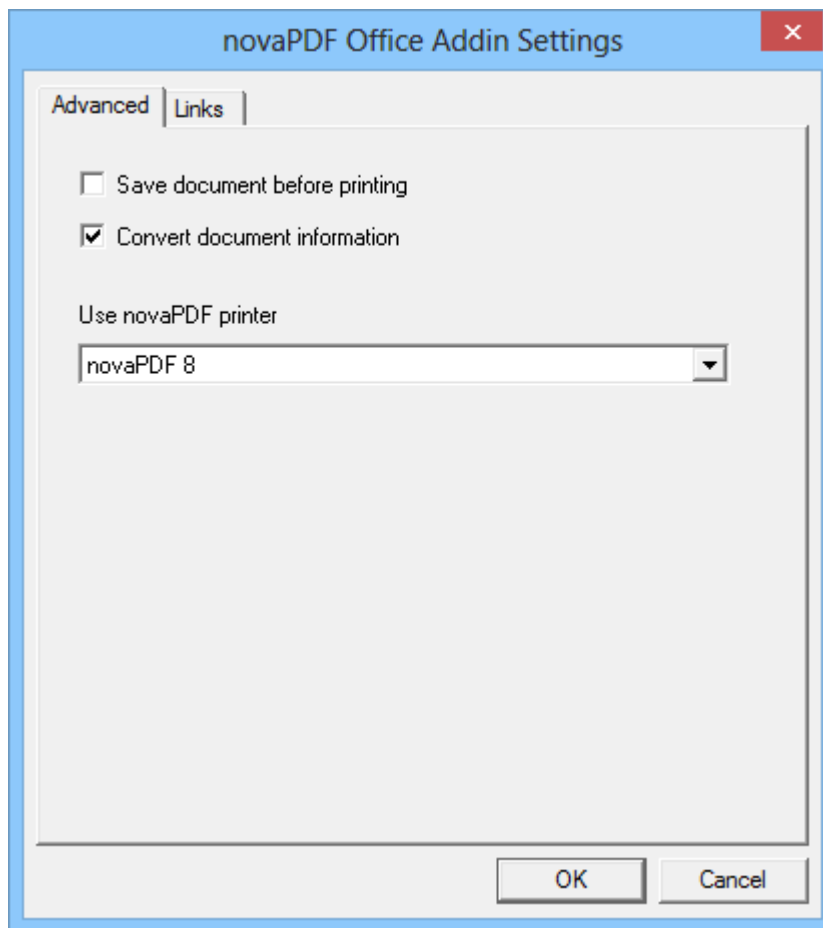 novaPDF Office Addin Settings
Advanced
Links
Save document before printing
Convert document information
Use novaPDF printer
novaPDF 8
OK
Cancel